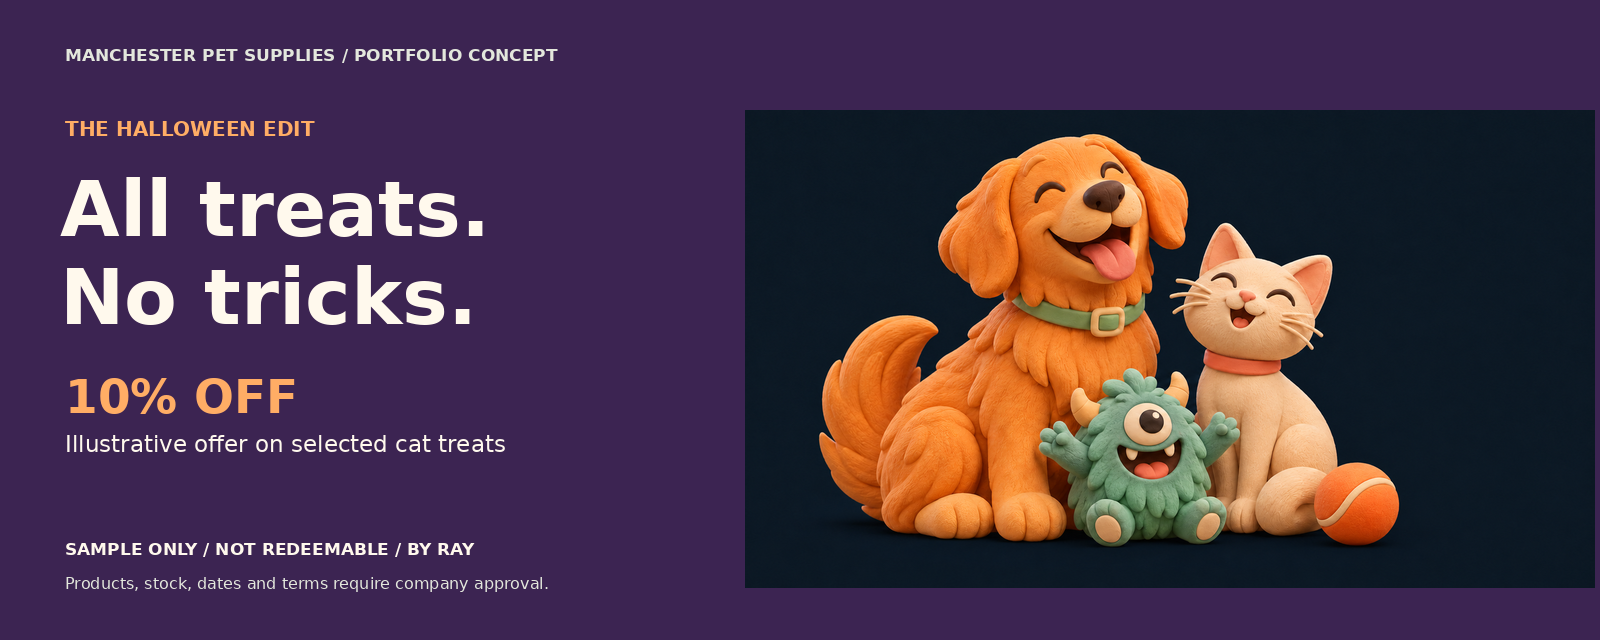 MANCHESTER PET SUPPLIES / PORTFOLIO CONCEPT
THE HALLOWEEN EDIT
All treats.
No tricks.
10% OFF
Illustrative offer on selected cat treats
SAMPLE ONLY / NOT REDEEMABLE / BY RAY
Products, stock, dates and terms require company approval.